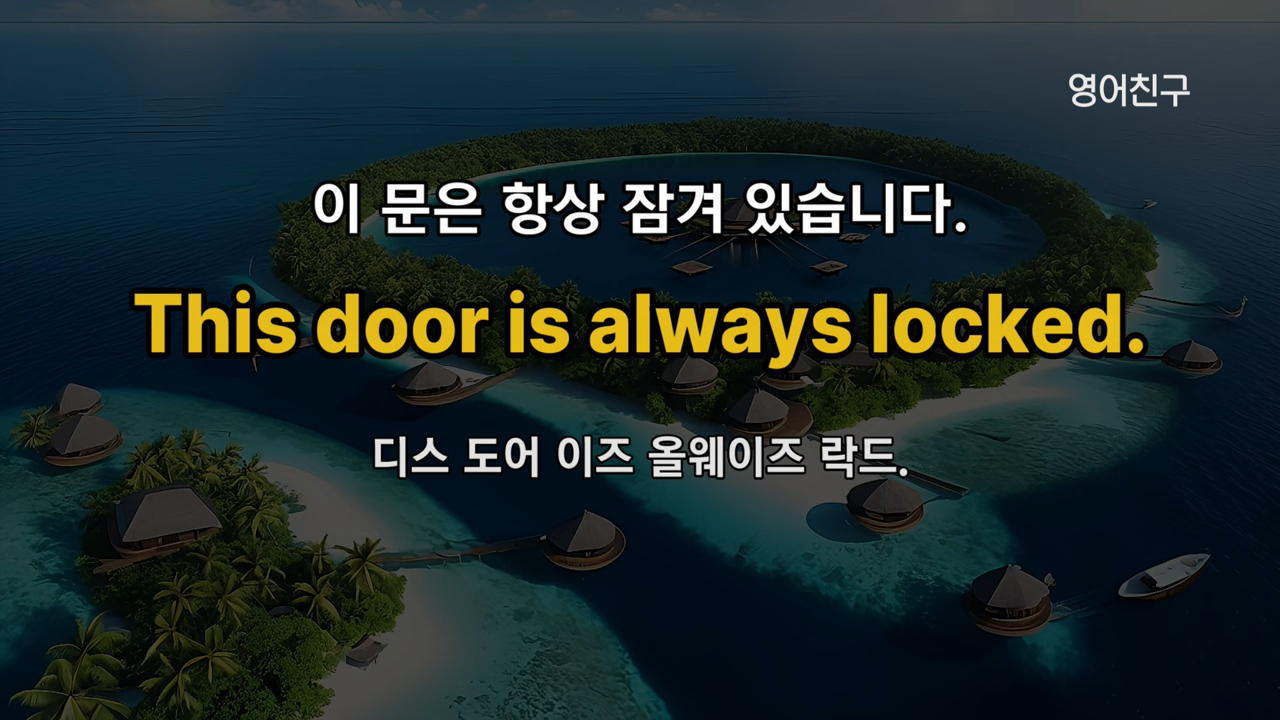 영어친구
이 문은 항상 잠겨 있습니다.
This door is always locked.
디스 도어 이즈 올웨이즈 락드.